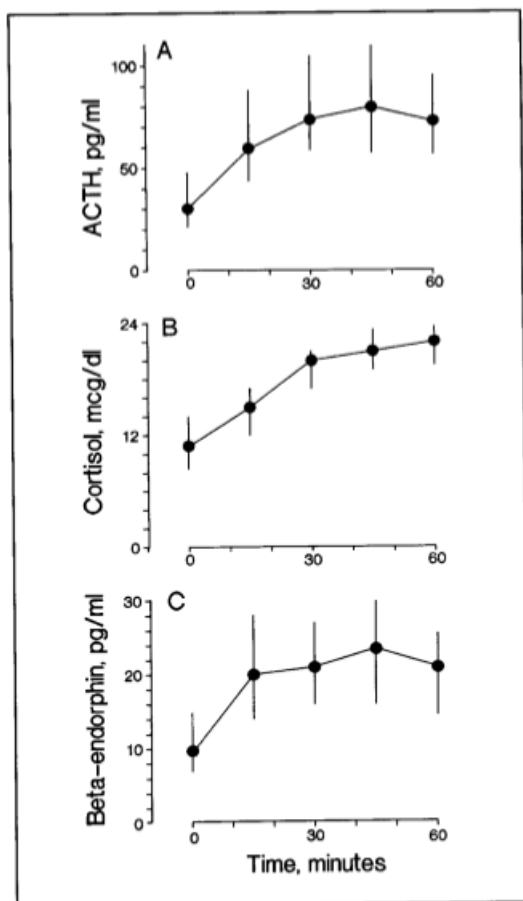 A
100
50
0
ACTH, pg/ml
0 30 60
B
24
12
0
Cortisol, mcg/dl
0 30 60
C
30
20
10
0
Beta-endorphin, pg/ml
0 30 60
Time, minutes